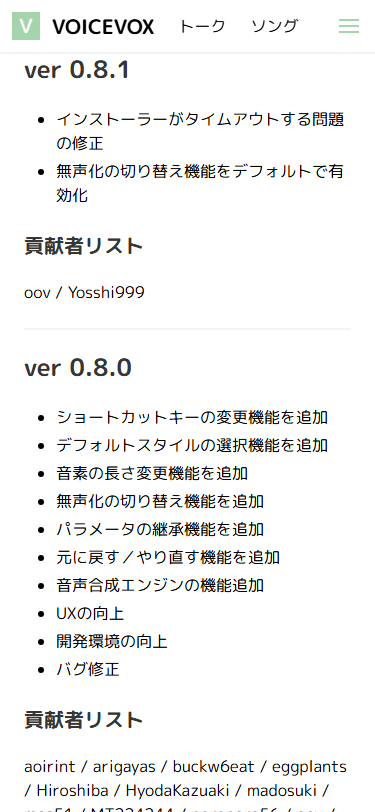 V VOICEVOX トーク ソング
ver 0.8.1
インストーラーがタイムアウトする問題
の修正
無声化の切り替え機能をデフォルトで有
効化
貢献者リスト
oov / Yosshi999
ver 0.8.0
ショートカットキーの変更機能を追加
デフォルトスタイルの選択機能を追加
音素の長さ変更機能を追加
無声化の切り替え機能を追加
パラメータの継承機能を追加
元に戻す／やり直す機能を追加
音声合成エンジンの機能追加
UXの向上
開発環境の向上
バグ修正
貢献者リスト
aoirint / arigayas / buckw6eat / eggplants
/ Hiroshiba / HyodaKazuaki / madosuki /